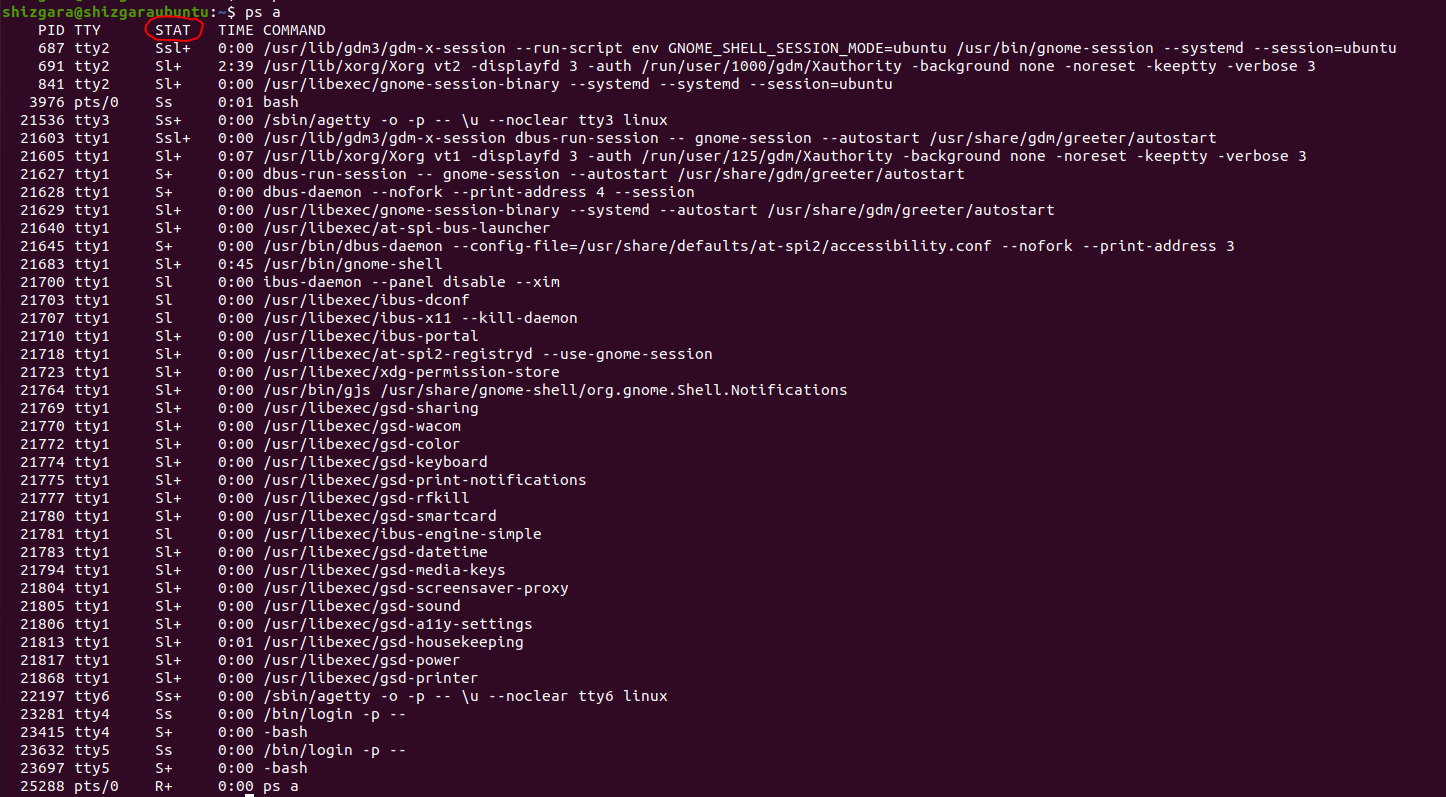 shizgara@shizgaraubuntu:~$ ps a
    PID TTY      STAT   TIME COMMAND
    687 tty2     Ssl+   0:00 /usr/lib/gdm3/gdm-x-session --run-script env GNOME_SHELL_SESSION_MODE=ubuntu /usr/bin/gnome-session --systemd --session=ubuntu
    691 tty2     Sl+    2:39 /usr/lib/xorg/Xorg vt2 -displayfd 3 -auth /run/user/1000/gdm/Xauthority -background none -noreset -keeptty -verbose 3
    841 tty2     Sl+    0:00 /usr/libexec/gnome-session-binary --systemd --systemd --session=ubuntu
   3976 pts/0    Ss     0:01 bash
  21536 tty3     Ss+    0:00 /sbin/agetty -o -p -- \u --noclear tty3 linux
  21603 tty1     Ssl+   0:00 /usr/lib/gdm3/gdm-x-session dbus-run-session -- gnome-session --autostart /usr/share/gdm/greeter/autostart
  21605 tty1     Sl+    0:07 /usr/lib/xorg/Xorg vt1 -displayfd 3 -auth /run/user/125/gdm/Xauthority -background none -noreset -keeptty -verbose 3
  21627 tty1     S+     0:00 dbus-run-session -- gnome-session --autostart /usr/share/gdm/greeter/autostart
  21628 tty1     S+     0:00 dbus-daemon --nofork --print-address 4 --session
  21629 tty1     Sl+    0:00 /usr/libexec/gnome-session-binary --systemd --autostart /usr/share/gdm/greeter/autostart
  21640 tty1     Sl+    0:00 /usr/libexec/at-spi-bus-launcher
  21645 tty1     S+     0:00 /usr/bin/dbus-daemon --config-file=/usr/share/defaults/at-spi2/accessibility.conf --nofork --print-address 3
  21683 tty1     Sl+    0:45 /usr/bin/gnome-shell
  21700 tty1     Sl     0:00 ibus-daemon --panel disable --xim
  21703 tty1     Sl     0:00 /usr/libexec/ibus-dconf
  21707 tty1     Sl     0:00 /usr/libexec/ibus-x11 --kill-daemon
  21710 tty1     Sl+    0:00 /usr/libexec/ibus-portal
  21718 tty1     Sl+    0:00 /usr/libexec/at-spi2-registryd --use-gnome-session
  21723 tty1     Sl+    0:00 /usr/libexec/xdg-permission-store
  21764 tty1     Sl+    0:00 /usr/bin/gjs /usr/share/gnome-shell/org.gnome.Shell.Notifications
  21769 tty1     Sl+    0:00 /usr/libexec/gsd-sharing
  21770 tty1     Sl+    0:00 /usr/libexec/gsd-wacom
  21772 tty1     Sl+    0:00 /usr/libexec/gsd-color
  21774 tty1     Sl+    0:00 /usr/libexec/gsd-keyboard
  21775 tty1     Sl+    0:00 /usr/libexec/gsd-print-notifications
  21777 tty1     Sl+    0:00 /usr/libexec/gsd-rfkill
  21780 tty1     Sl+    0:00 /usr/libexec/gsd-smartcard
  21781 tty1     Sl     0:00 /usr/libexec/ibus-engine-simple
  21783 tty1     Sl+    0:00 /usr/libexec/gsd-datetime
  21794 tty1     Sl+    0:00 /usr/libexec/gsd-media-keys
  21804 tty1     Sl+    0:00 /usr/libexec/gsd-screensaver-proxy
  21805 tty1     Sl+    0:00 /usr/libexec/gsd-sound
  21806 tty1     Sl+    0:00 /usr/libexec/gsd-a11y-settings
  21813 tty1     Sl+    0:01 /usr/libexec/gsd-housekeeping
  21817 tty1     Sl+    0:00 /usr/libexec/gsd-power
  21868 tty1     Sl+    0:00 /usr/libexec/gsd-printer
  22197 tty6     Ss+    0:00 /sbin/agetty -o -p -- \u --noclear tty6 linux
  23281 tty4     Ss     0:00 /bin/login -p --
  23415 tty4     S+     0:00 -bash
  23632 tty5     Ss     0:00 /bin/login -p --
  23697 tty5     S+     0:00 -bash
  25288 pts/0    R+     0:00 ps a